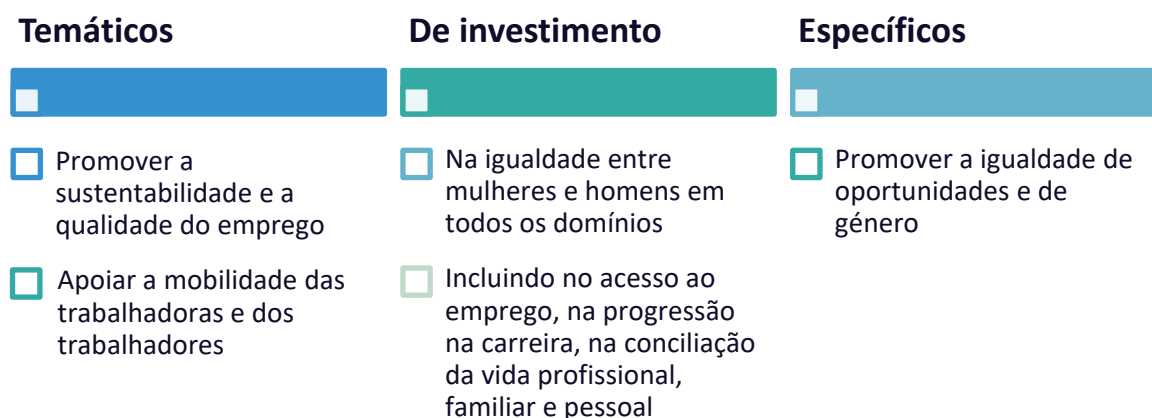 Temáticos
Promover a
sustentabilidade e a
qualidade do emprego
Apoiar a mobilidade das
trabalhadoras e dos
trabalhadores
De investimento
Na igualdade entre
mulheres e homens em
todos os domínios
Incluindo no acesso ao
emprego, na progressão
na carreira, na conciliação
da vida profissional,
familiar e pessoal
Específicos
Promover a igualdade de
oportunidades e de
género